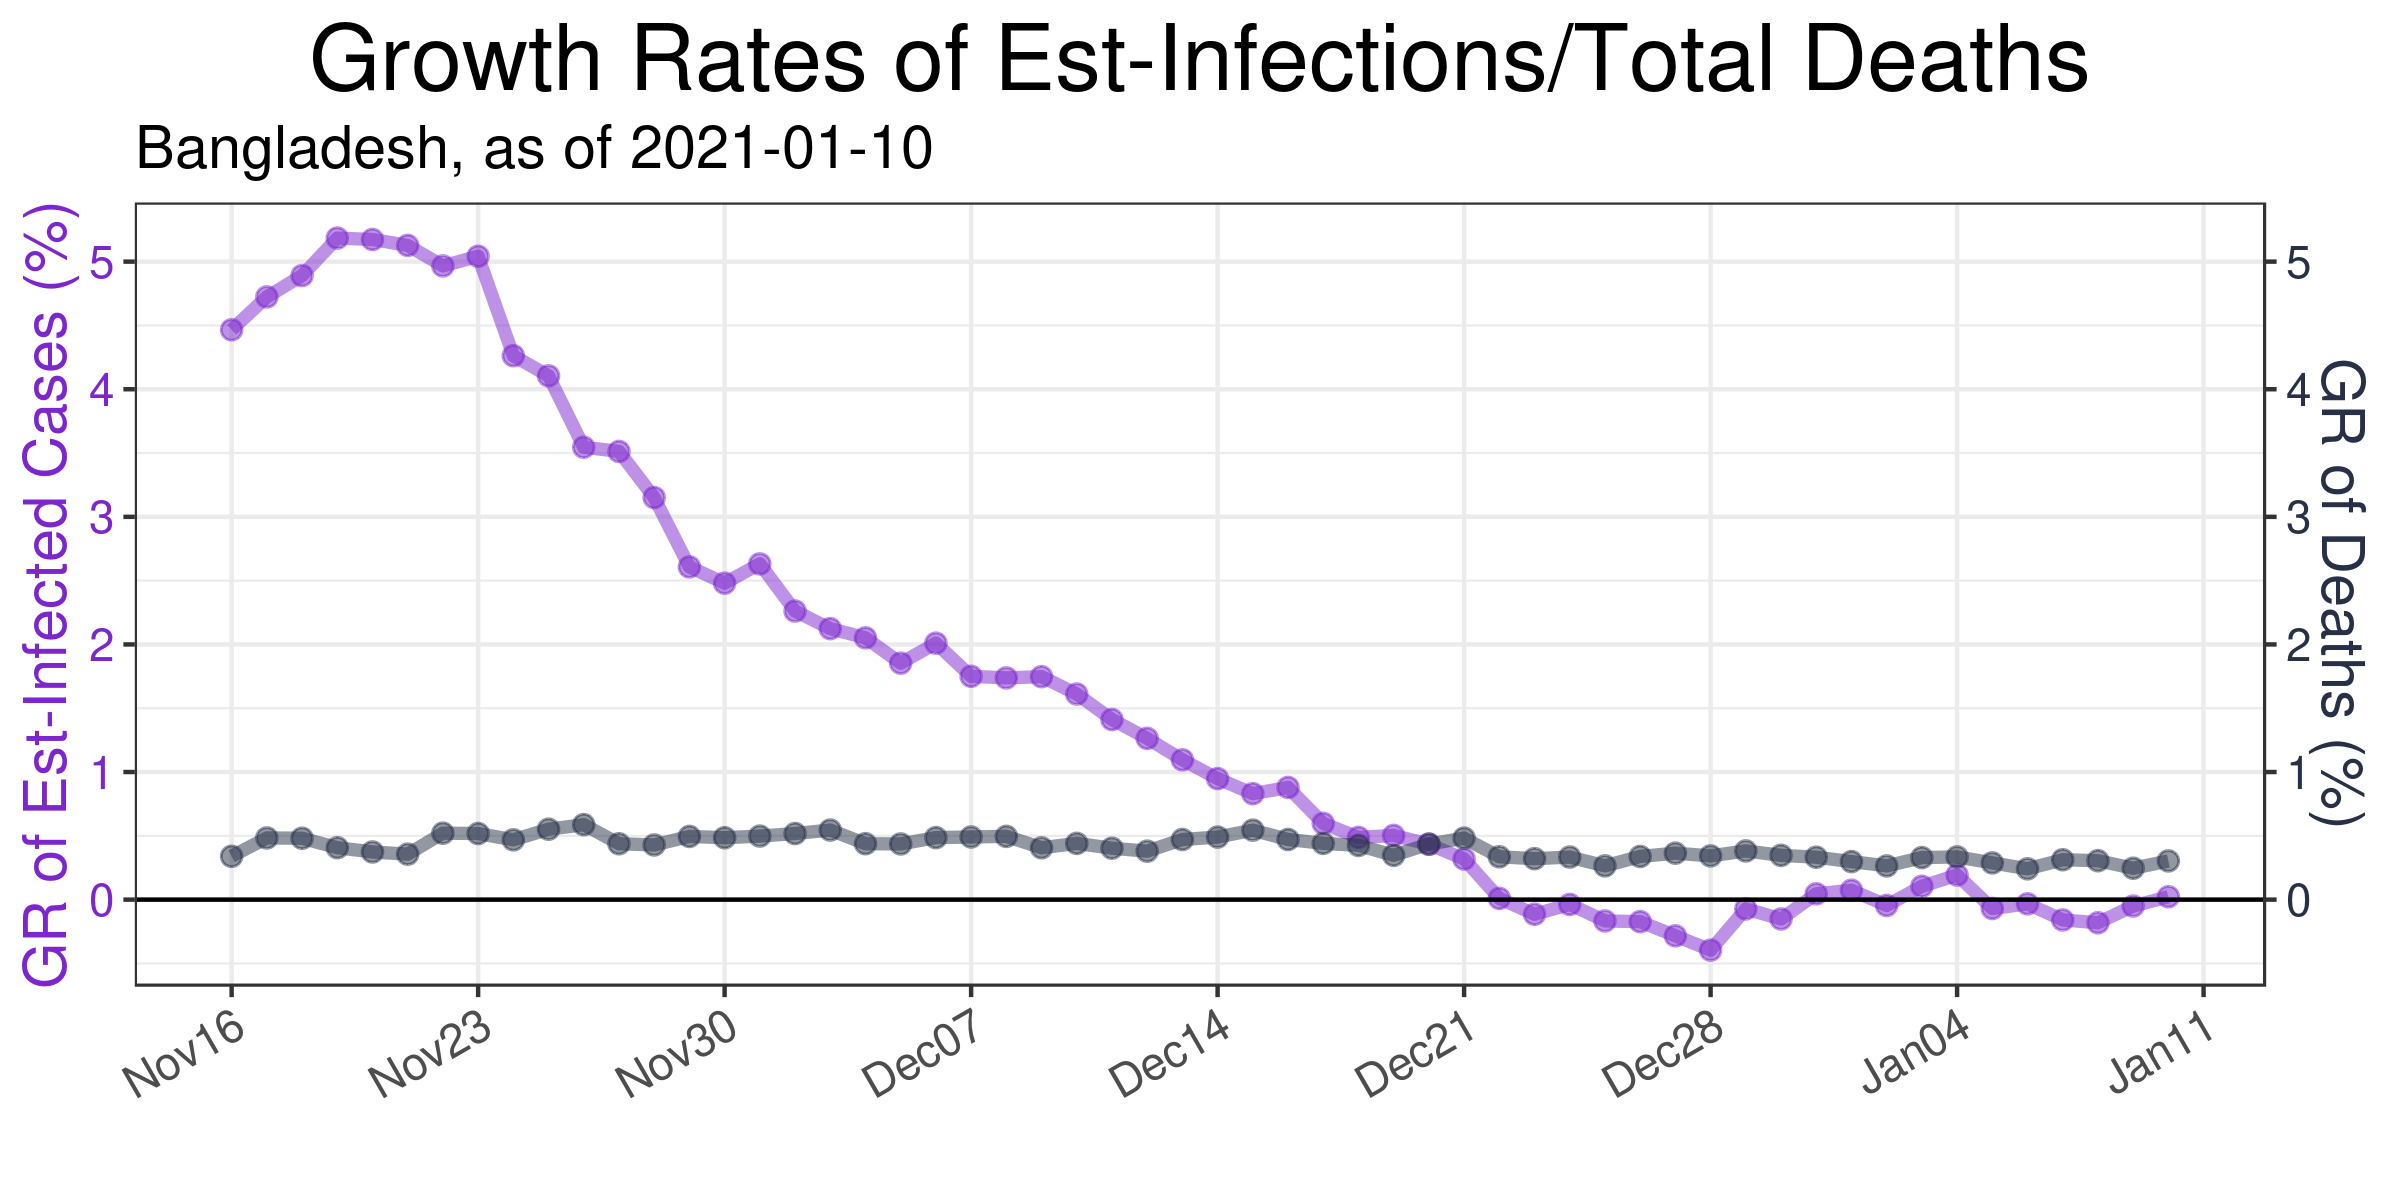 Growth Rates of Est-Infections/Total Deaths
Bangladesh, as of 2021-01-10
GR of Est-Infected Cases (%)
5
4
3
2
1
0
5
4
3
2
1
0
GR of Deaths (%)
Nov16
Nov23
Nov30
Dec07
Dec14
Dec21
Dec28
Jan04
Jan11